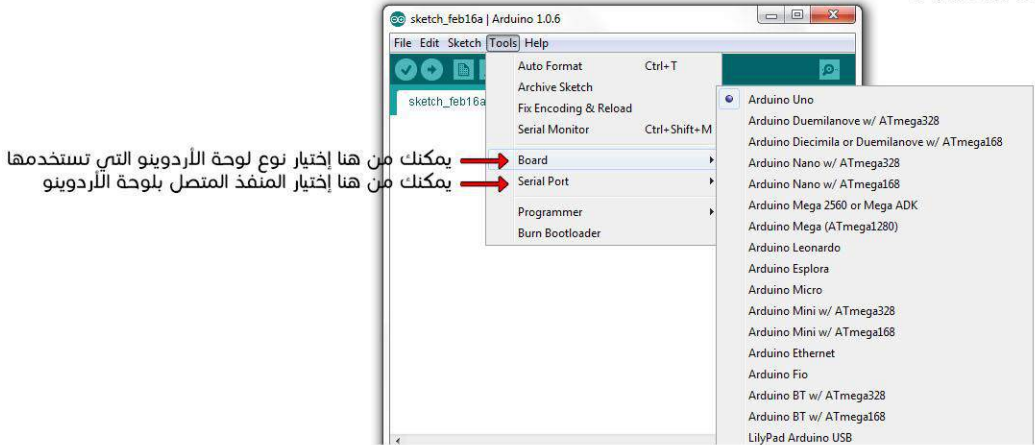 sketch_feb16a | Arduino 1.0.6
File Edit Sketch Tools Help
sketch_feb16a
Auto Format Ctrl+T
Archive Sketch
Fix Encoding & Reload
Serial Monitor Ctrl+Shift+M
Board
Serial Port
Programmer
Burn Bootloader
يمكنك من هنا إختيار نوع لوحة الأردوينو التي تستخدمها
يمكنك من هنا إختيار المنفذ المتصل بلوحة الأردوينو
Arduino Uno
Arduino Duemilanove w/ ATmega328
Arduino Diecimila or Duemilanove w/ ATmega168
Arduino Nano w/ ATmega328
Arduino Nano w/ ATmega168
Arduino Mega 2560 or Mega ADK
Arduino Mega (ATmega1280)
Arduino Leonardo
Arduino Esplora
Arduino Micro
Arduino Mini w/ ATmega328
Arduino Mini w/ ATmega168
Arduino Ethernet
Arduino Fio
Arduino BT w/ ATmega328
Arduino BT w/ ATmega168
LilyPad Arduino USB